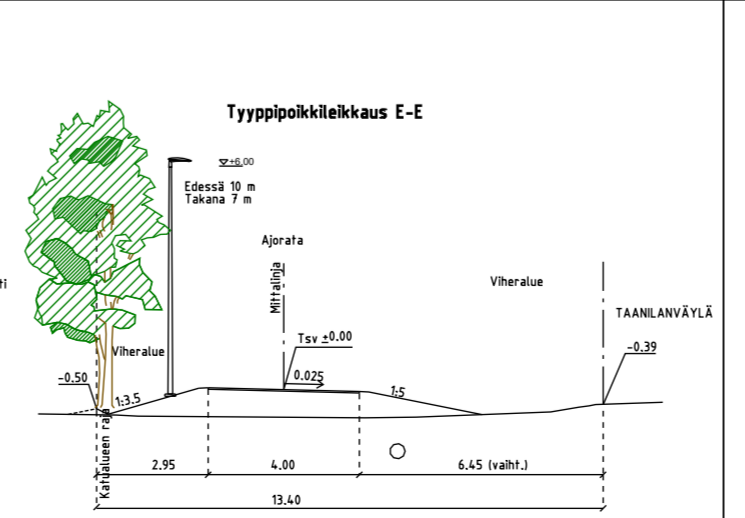 Tyyppipoikkileikkaus E-E
+6.00
Edessä 10 m
Takana 7 m
Ajorata
Mittalinja
Viheralue
ti
TAANILANVÄYLÄ
Tsv ±0.00
-0.39
Viheralue
0.025
-0.50
1:3.5
1:5
Katualueen raja
2.95
4.00
6.45 (vaiht.)
13.40